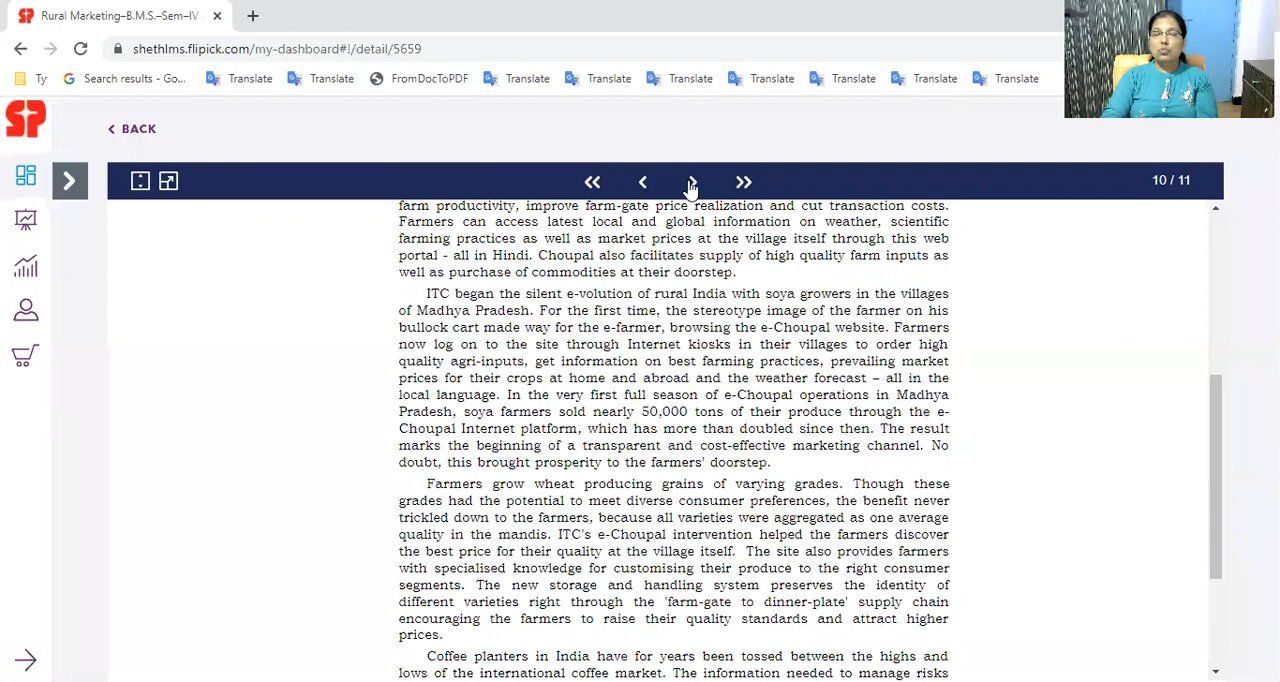 Rural Marketing–B.M.S.–Sem–IV
shethlms.flipick.com/my-dashboard#!/detail/5659
Ty Search results - Go... Translate Translate FromDocToPDF Translate Translate Translate Translate Translate Translate Translate
SP
BACK
10 / 11
farm productivity, improve farm-gate price realization and cut transaction costs.
Farmers can access latest local and global information on weather, scientific
farming practices as well as market prices at the village itself through this web
portal - all in Hindi. Choupal also facilitates supply of high quality farm inputs as
well as purchase of commodities at their doorstep.
ITC began the silent e-volution of rural India with soya growers in the villages
of Madhya Pradesh. For the first time, the stereotype image of the farmer on his
bullock cart made way for the e-farmer, browsing the e-Choupal website. Farmers
now log on to the site through Internet kiosks in their villages to order high
quality agri-inputs, get information on best farming practices, prevailing market
prices for their crops at home and abroad and the weather forecast – all in the
local language. In the very first full season of e-Choupal operations in Madhya
Pradesh, soya farmers sold nearly 50,000 tons of their produce through the e-
Choupal Internet platform, which has more than doubled since then. The result
marks the beginning of a transparent and cost-effective marketing channel. No
doubt, this brought prosperity to the farmers' doorstep.
Farmers grow wheat producing grains of varying grades. Though these
grades had the potential to meet diverse consumer preferences, the benefit never
trickled down to the farmers, because all varieties were aggregated as one average
quality in the mandis. ITC's e-Choupal intervention helped the farmers discover
the best price for their quality at the village itself. The site also provides farmers
with specialised knowledge for customising their produce to the right consumer
segments. The new storage and handling system preserves the identity of
different varieties right through the 'farm-gate to dinner-plate' supply chain
encouraging the farmers to raise their quality standards and attract higher
prices.
Coffee planters in India have for years been tossed between the highs and
lows of the international coffee market. The information needed to manage risks